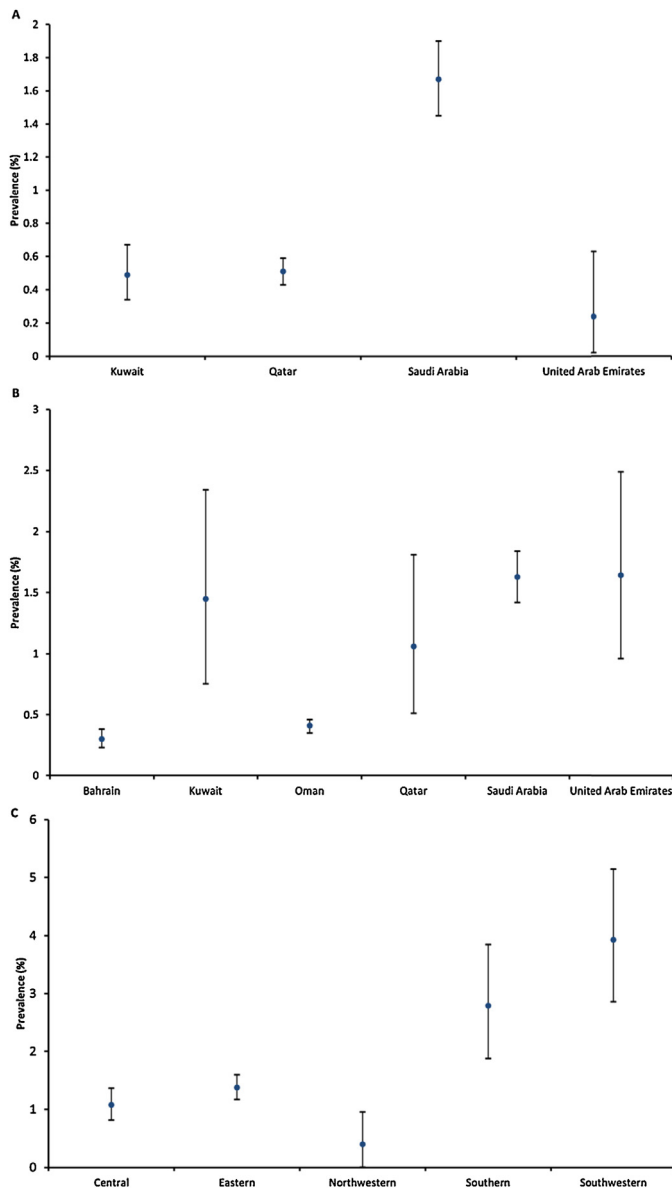 A
2
1.8
1.6
1.4
1.2
1
0.8
0.6
0.4
0.2
0
Prevalence (%)
Kuwait Qatar Saudi Arabia United Arab Emirates
B
3
2.5
2
1.5
1
0.5
0
Prevalence (%)
Bahrain Kuwait Oman Qatar Saudi Arabia United Arab Emirates
C
6
5
4
3
2
1
0
Prevalence (%)
Central Eastern Northwestern Southern Southwestern